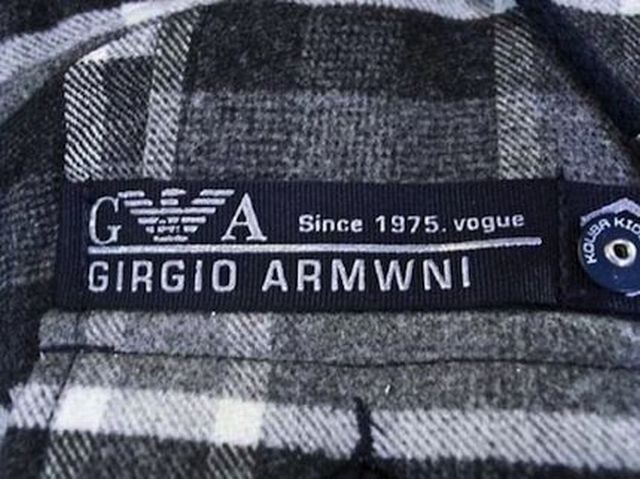 G A Since 1975. vogue
GIRGIO ARMWNI